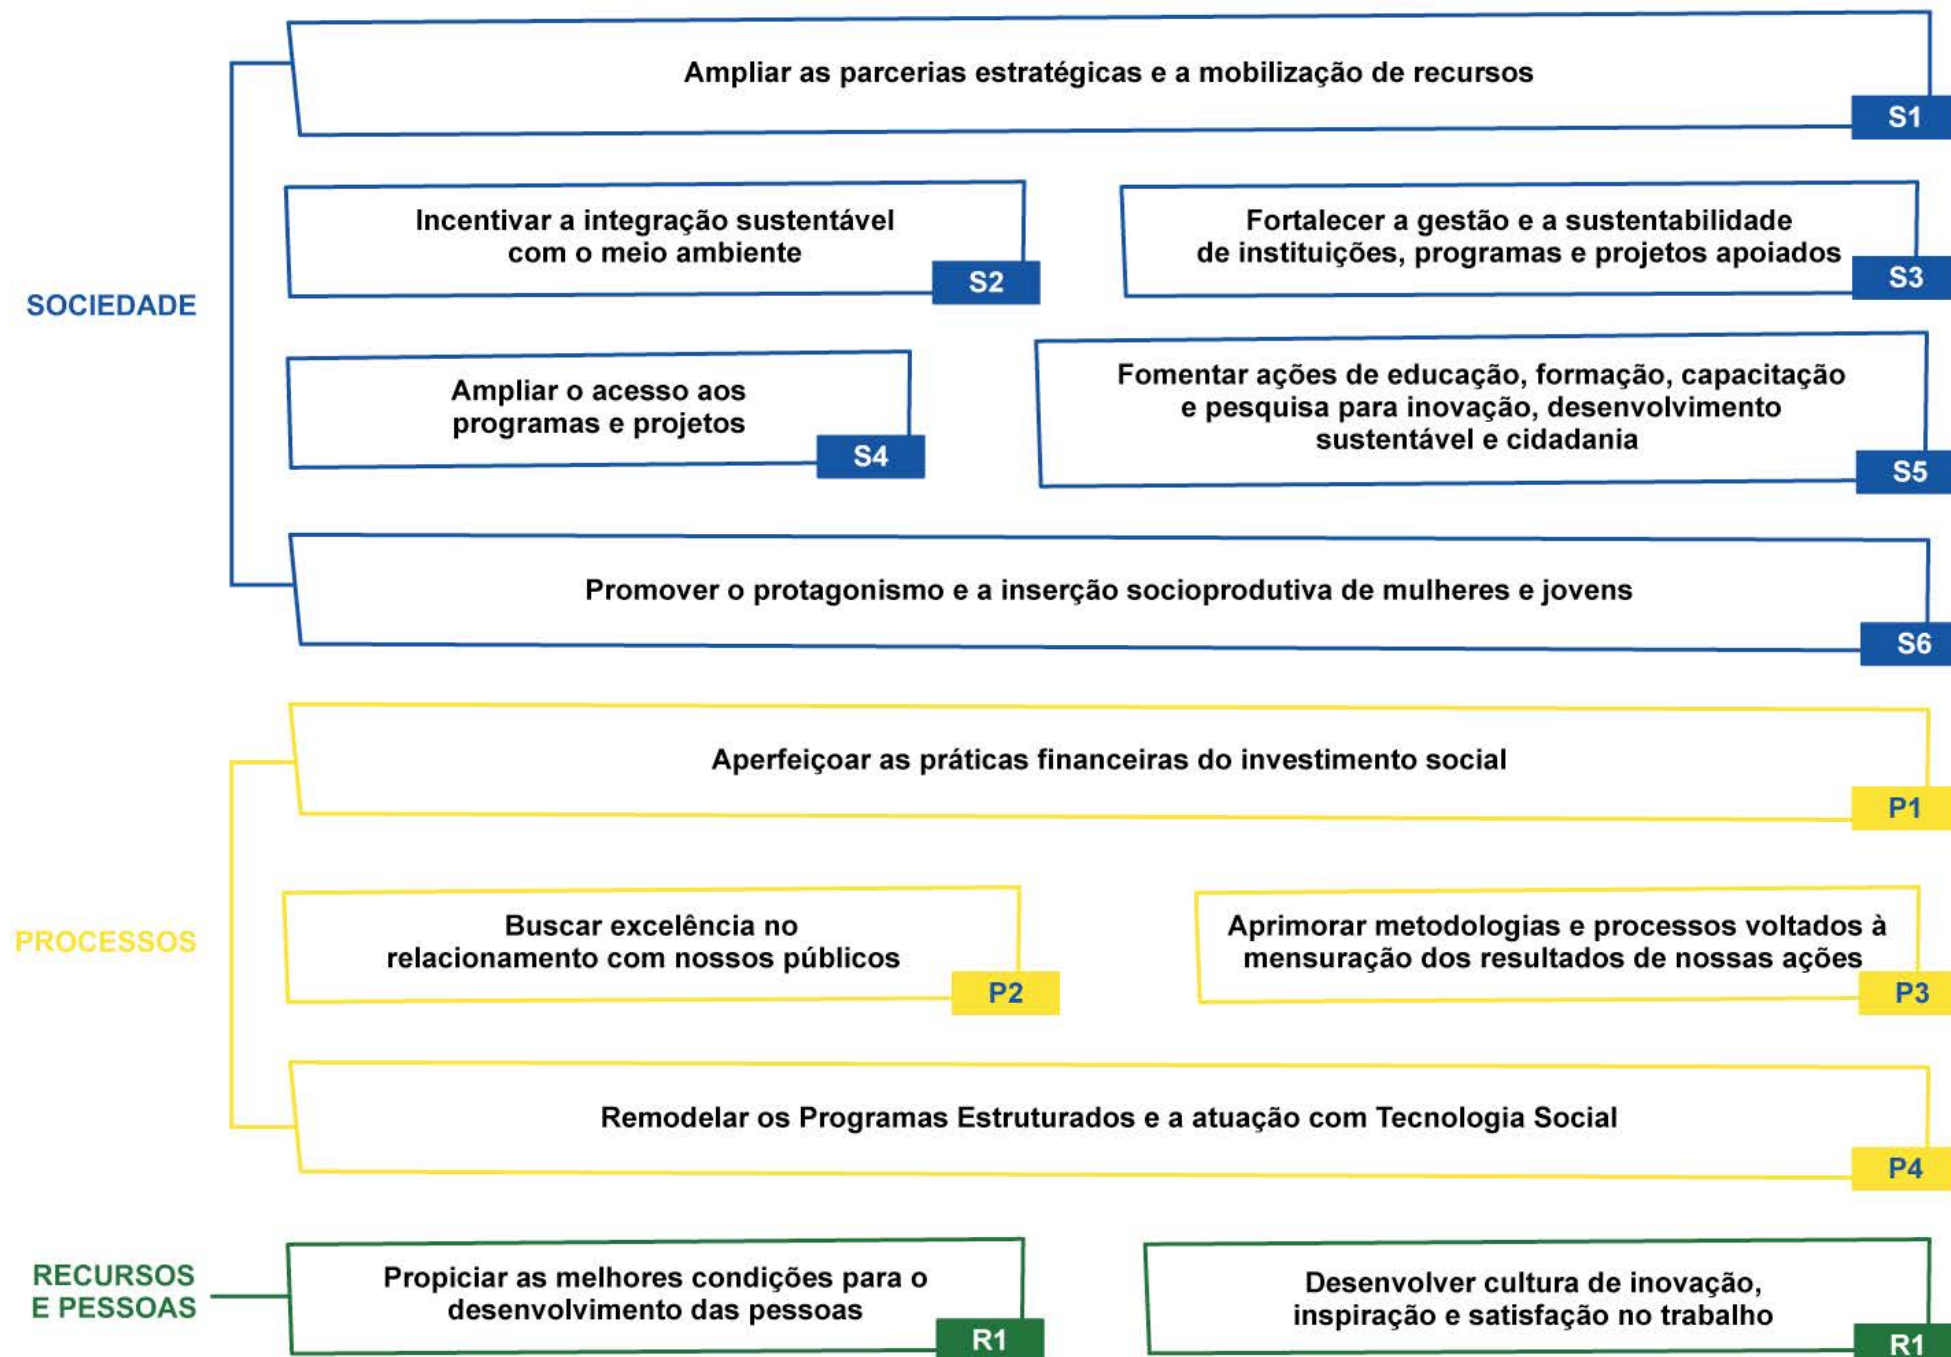 Ampliar as parcerias estratégicas e a mobilização de recursos
S1
Incentivar a integração sustentável
com o meio ambiente
S2
Fortalecer a gestão e a sustentabilidade
de instituições, programas e projetos apoiados
S3
SOCIEDADE
Ampliar o acesso aos
programas e projetos
S4
Fomentar ações de educação, formação, capacitação
e pesquisa para inovação, desenvolvimento
sustentável e cidadania
S5
Promover o protagonismo e a inserção socioprodutiva de mulheres e jovens
S6
Aperfeiçoar as práticas financeiras do investimento social
P1
PROCESSOS
Buscar excelência no
relacionamento com nossos públicos
P2
Aprimorar metodologias e processos voltados à
mensuração dos resultados de nossas ações
P3
Remodelar os Programas Estruturados e a atuação com Tecnologia Social
P4
RECURSOS
E PESSOAS
Propiciar as melhores condições para o
desenvolvimento das pessoas
R1
Desenvolver cultura de inovação,
inspiração e satisfação no trabalho
R1